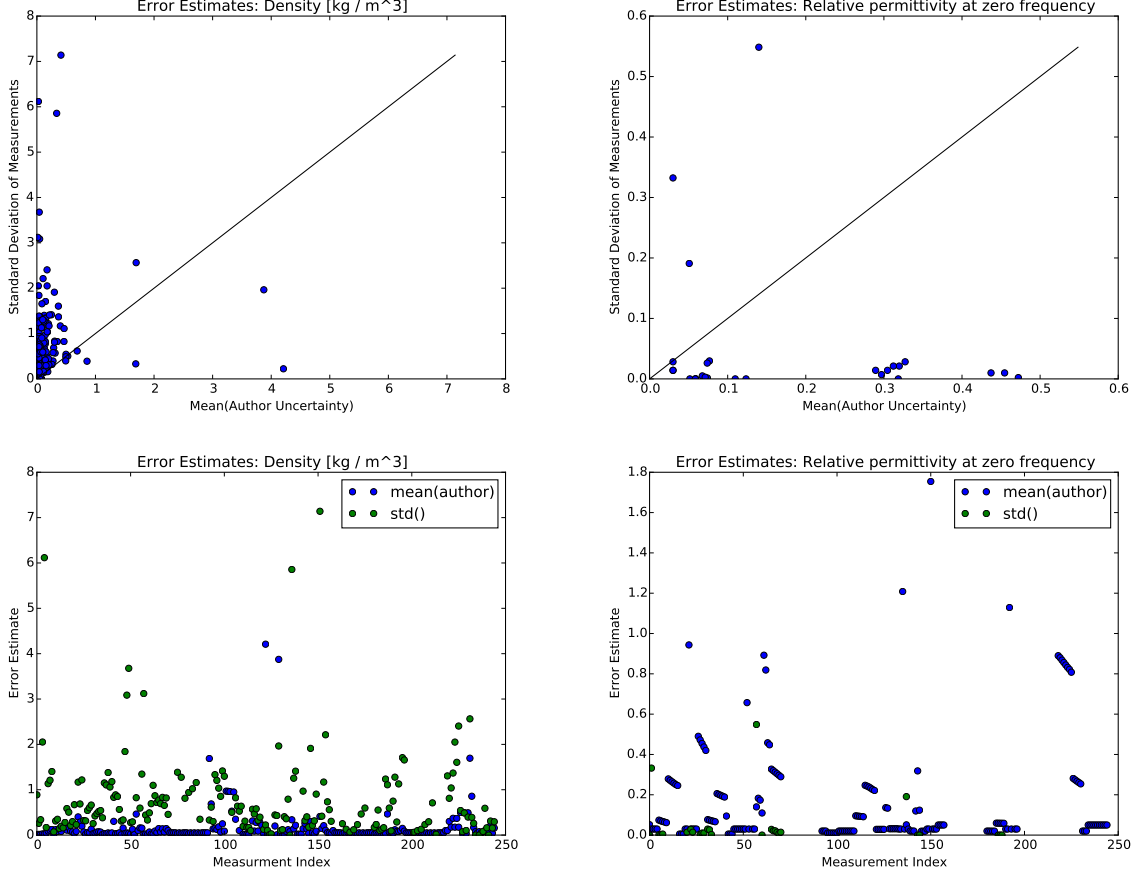 Error Estimates: Density [kg / m^3]
8
7
6
5
4
3
2
1
0
Standard Deviation of Measurements
0 1 2 3 4 5 6 7 8
Mean(Author Uncertainty)
Error Estimates: Relative permittivity at zero frequency
0.6
0.5
0.4
0.3
0.2
0.1
0.0
Standard Deviation of Measurements
0.0 0.1 0.2 0.3 0.4 0.5 0.6
Mean(Author Uncertainty)
Error Estimates: Density [kg / m^3]
8
7
6
5
4
3
2
1
0
Error Estimate
mean(author)
std()
0 50 100 150 200 250
Measurment Index
Error Estimates: Relative permittivity at zero frequency
1.8
1.6
1.4
1.2
1.0
0.8
0.6
0.4
0.2
0.0
Error Estimate
mean(author)
std()
0 50 100 150 200 250
Measurement Index